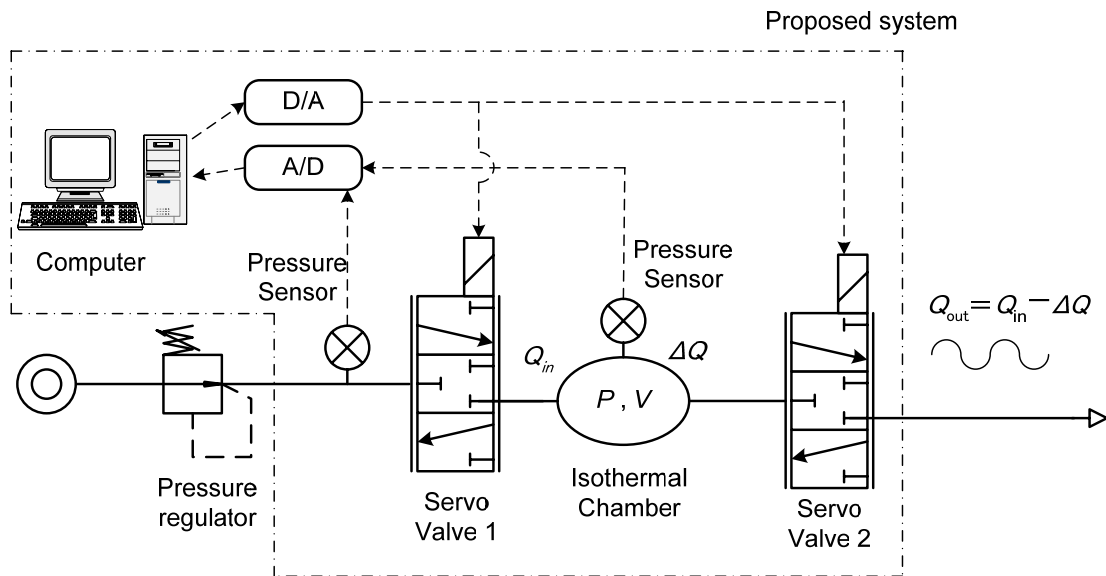 Proposed system
D/A
A/D
Computer
Pressure
Sensor
Pressure
Sensor
Q_out = Q_in − ΔQ
Q_in
ΔQ
P , V
Isothermal
Chamber
Pressure
regulator
Servo
Valve 1
Servo
Valve 2